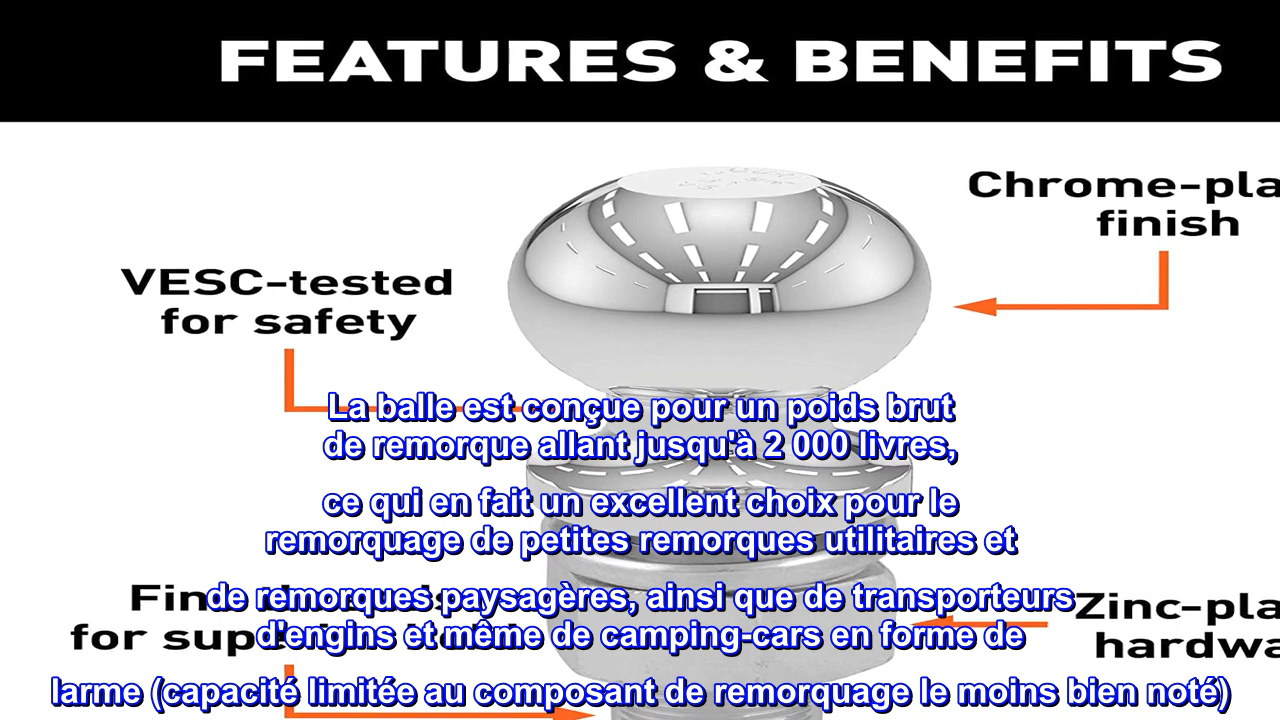 FEATURES & BENEFITS
Chrome-pla
finish
VESC-tested
for safety
La balle est conçue pour un poids brut
de remorque allant jusqu'à 2 000 livres,
ce qui en fait un excellent choix pour le
remorquage de petites remorques utilitaires et
de remorques paysagères, ainsi que de transporteurs
d'engins et même de camping-cars en forme de
larme (capacité limitée au composant de remorquage le moins bien noté)
for
Zinc-pla
hardwa